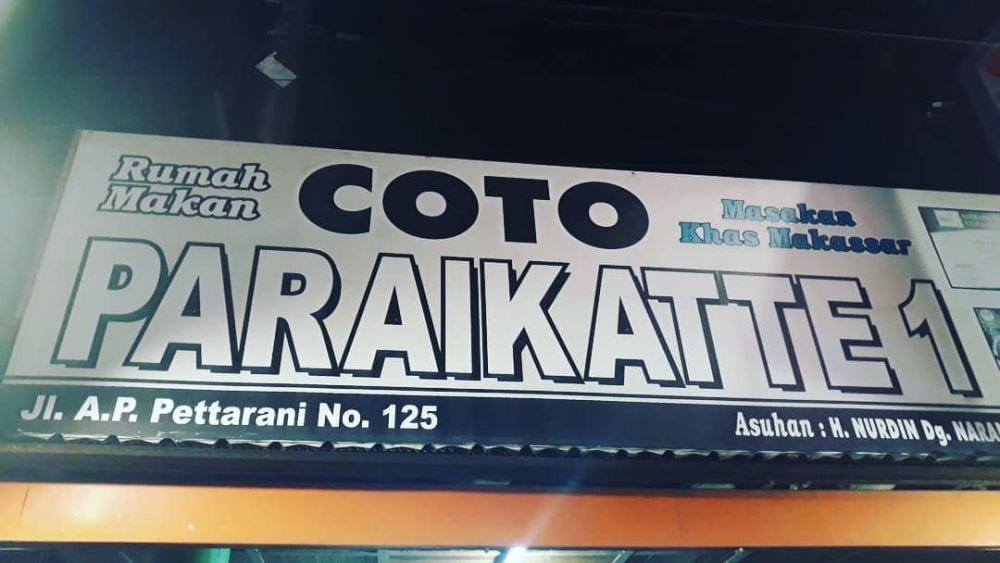 Rumah
Makan
COTO
Masakan
Khas Makassar
PARAIKATTE 1
Jl. A.P. Pettarani No. 125
Asuhan : H. NURDIN Dg.